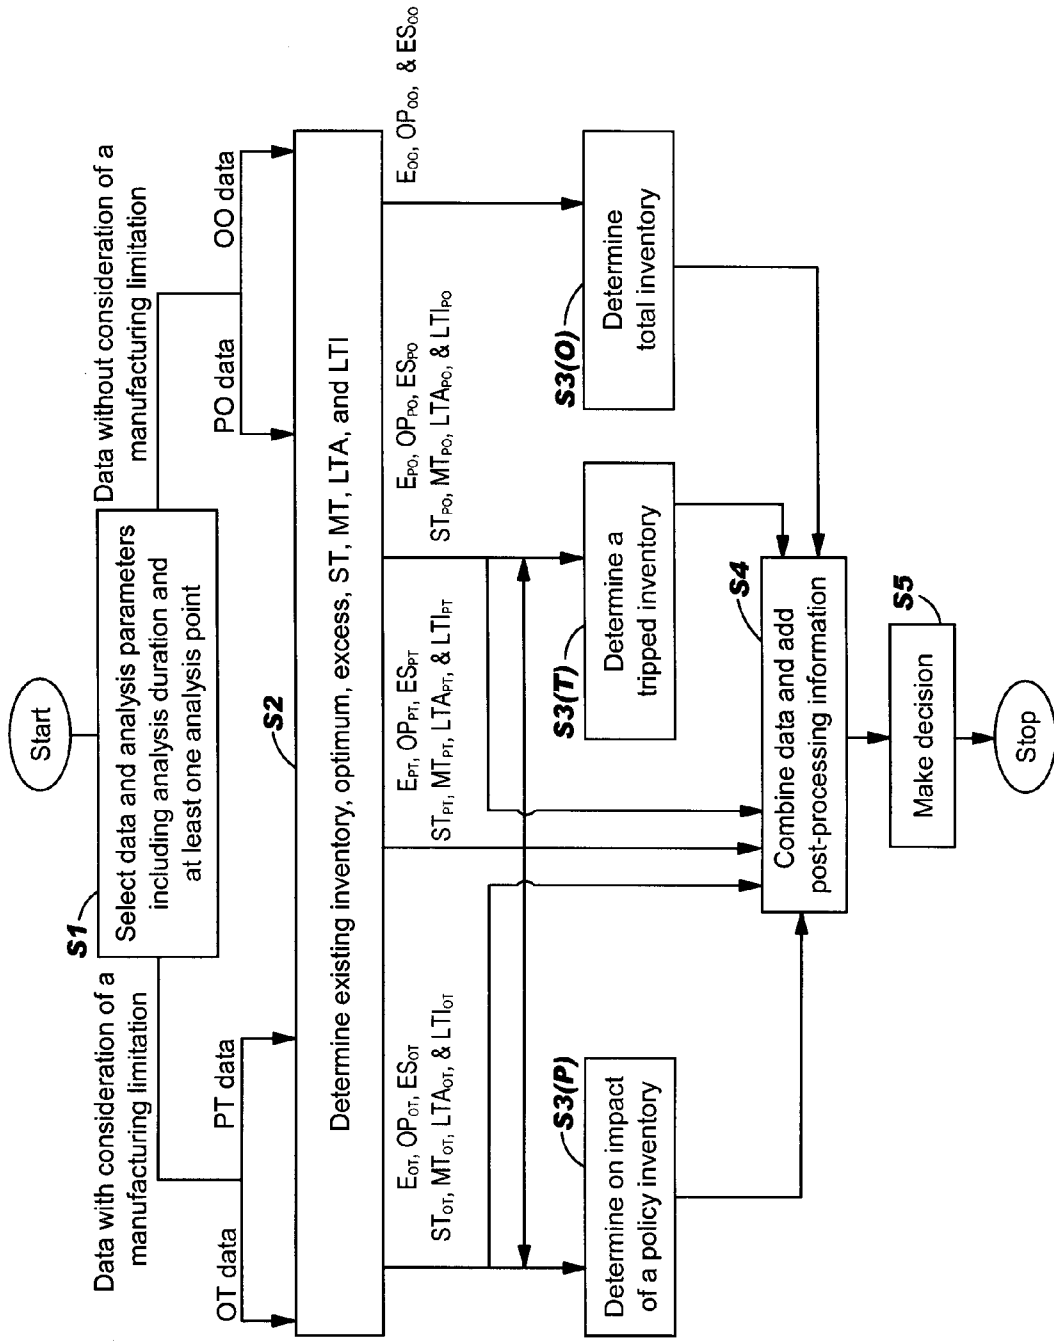 Start
S1
Select data and analysis parameters
including analysis duration and
at least one analysis point
Data with consideration of a
manufacturing limitation
Data without consideration of a
manufacturing limitation
OT data
PT data
PO data
OO data
S2
Determine existing inventory, optimum, excess, ST, MT, LTA, and LTI
E_OT, OP_OT, ES_OT
ST_OT, MT_OT, LTA_OT, & LTI_OT
E_PT, OP_PT, ES_PT
ST_PT, MT_PT, LTA_PT, & LTI_PT
E_PO, OP_PO, ES_PO
ST_PO, MT_PO, LTA_PO, & LTI_PO
E_OO, OP_OO, & ES_OO
S3(P)
Determine on impact
of a policy inventory
S3(T)
Determine a
tripped inventory
S3(O)
Determine
total inventory
S4
Combine data and add
post-processing information
S5
Make decision
Stop